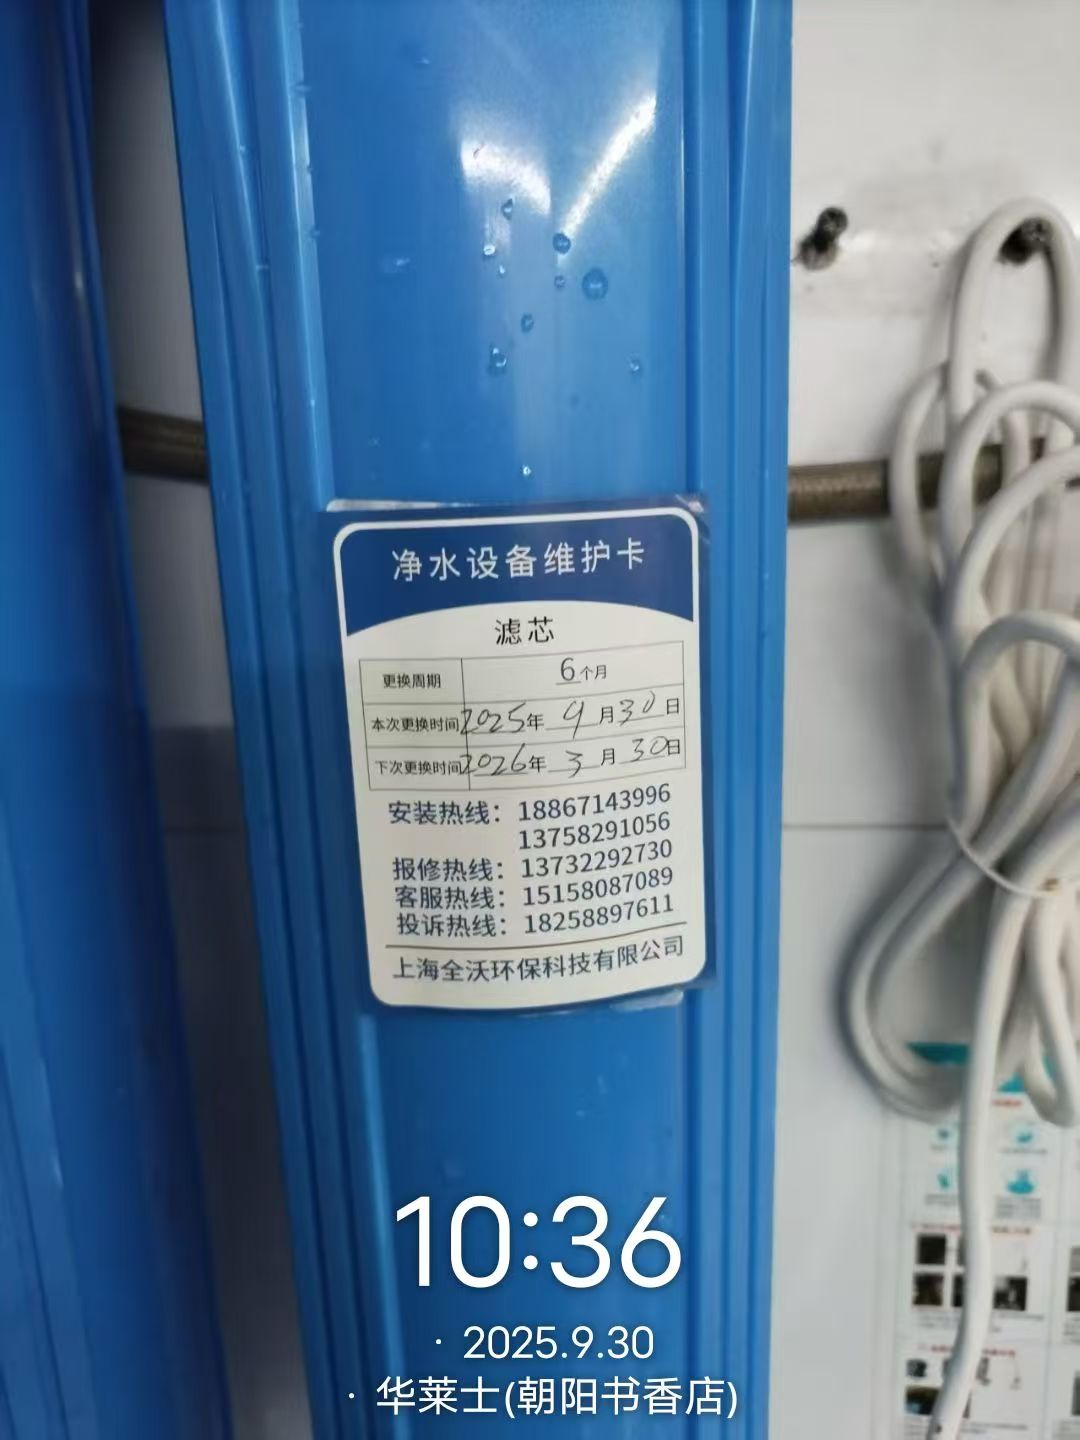 净水设备维护卡
滤芯
更换周期 6个月
本次更换时间 2025年 9月30日
下次更换时间 2026年 3月30日
安装热线：18867143996
13758291056
报修热线：13732292730
客服热线：15158087089
投诉热线：18258897611
上海全沃环保科技有限公司
10:36
· 2025.9.30
· 华莱士(朝阳书香店)